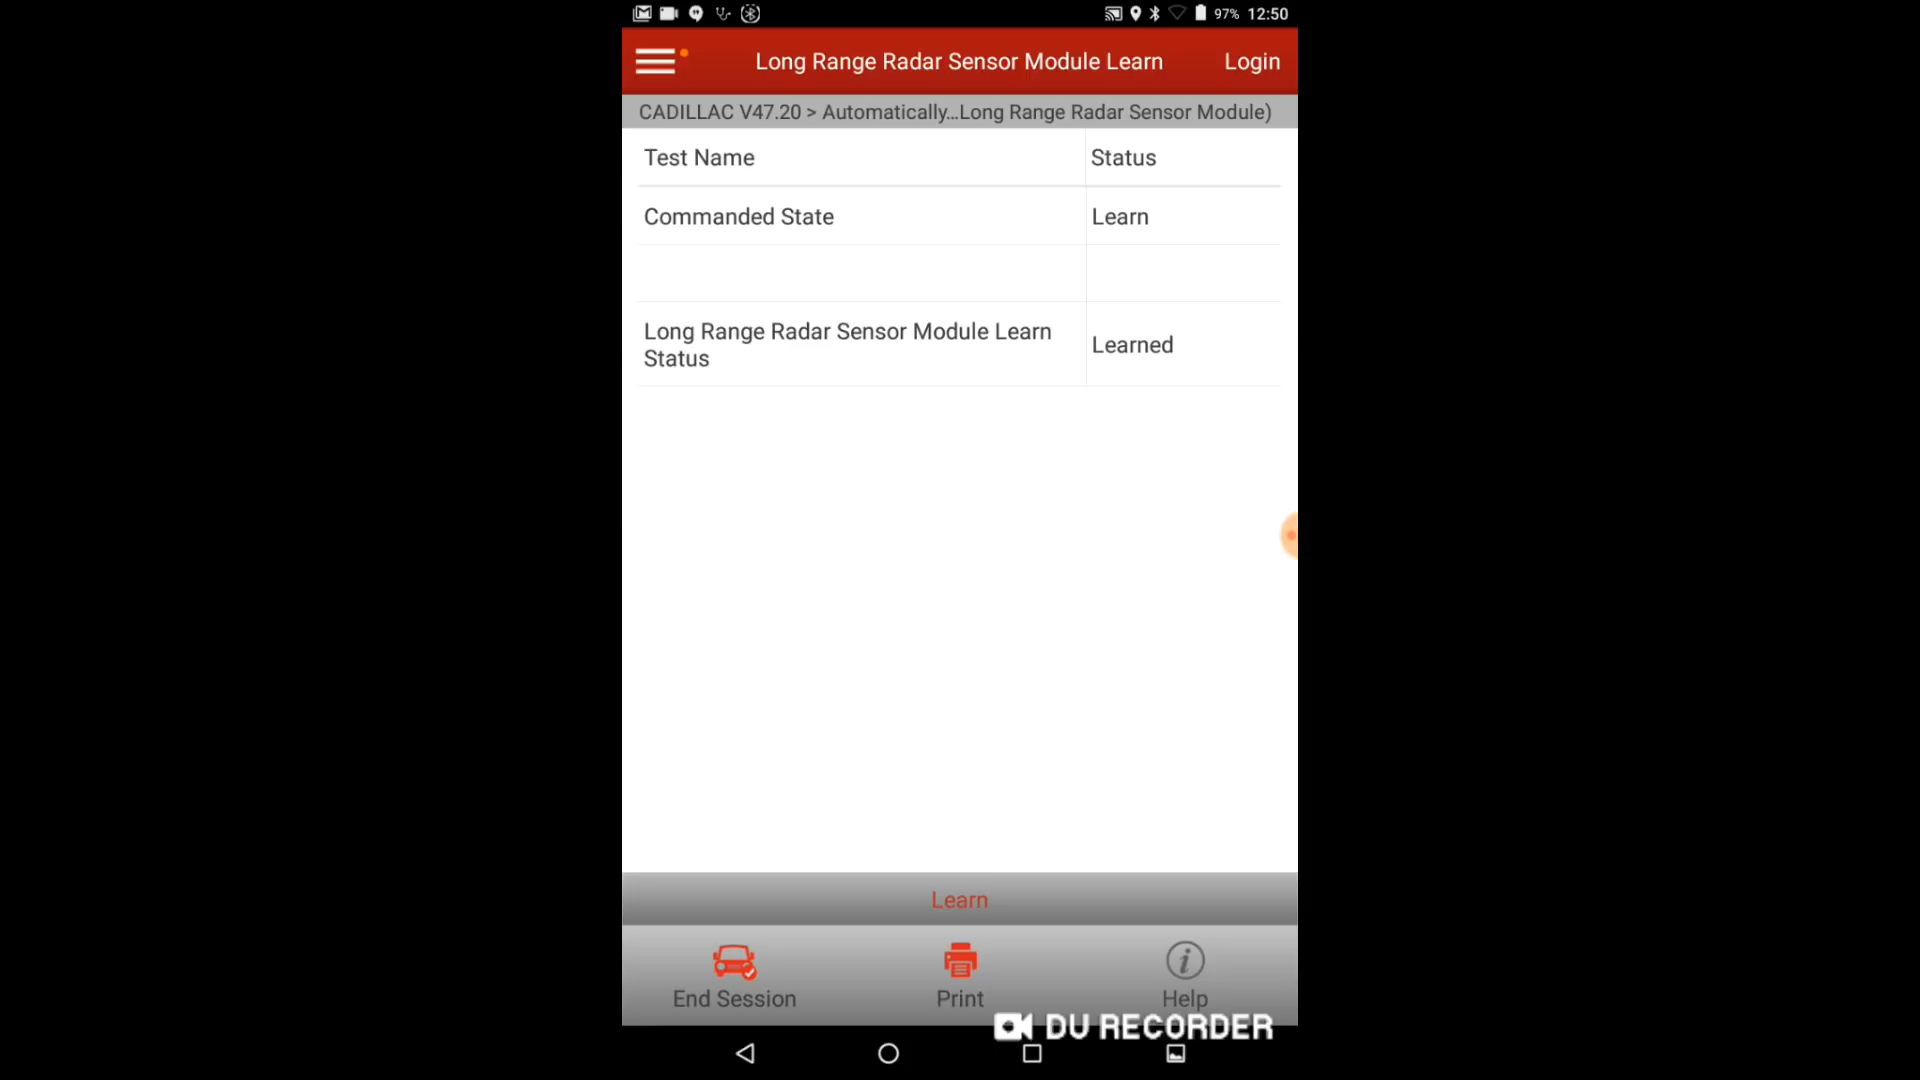 97% 12:50
Long Range Radar Sensor Module Learn Login
CADILLAC V47.20 > Automatically...Long Range Radar Sensor Module)
Test Name Status
Commanded State Learn
Long Range Radar Sensor Module Learn
Status
Learned
Learn
End Session Print Help
DU RECORDER